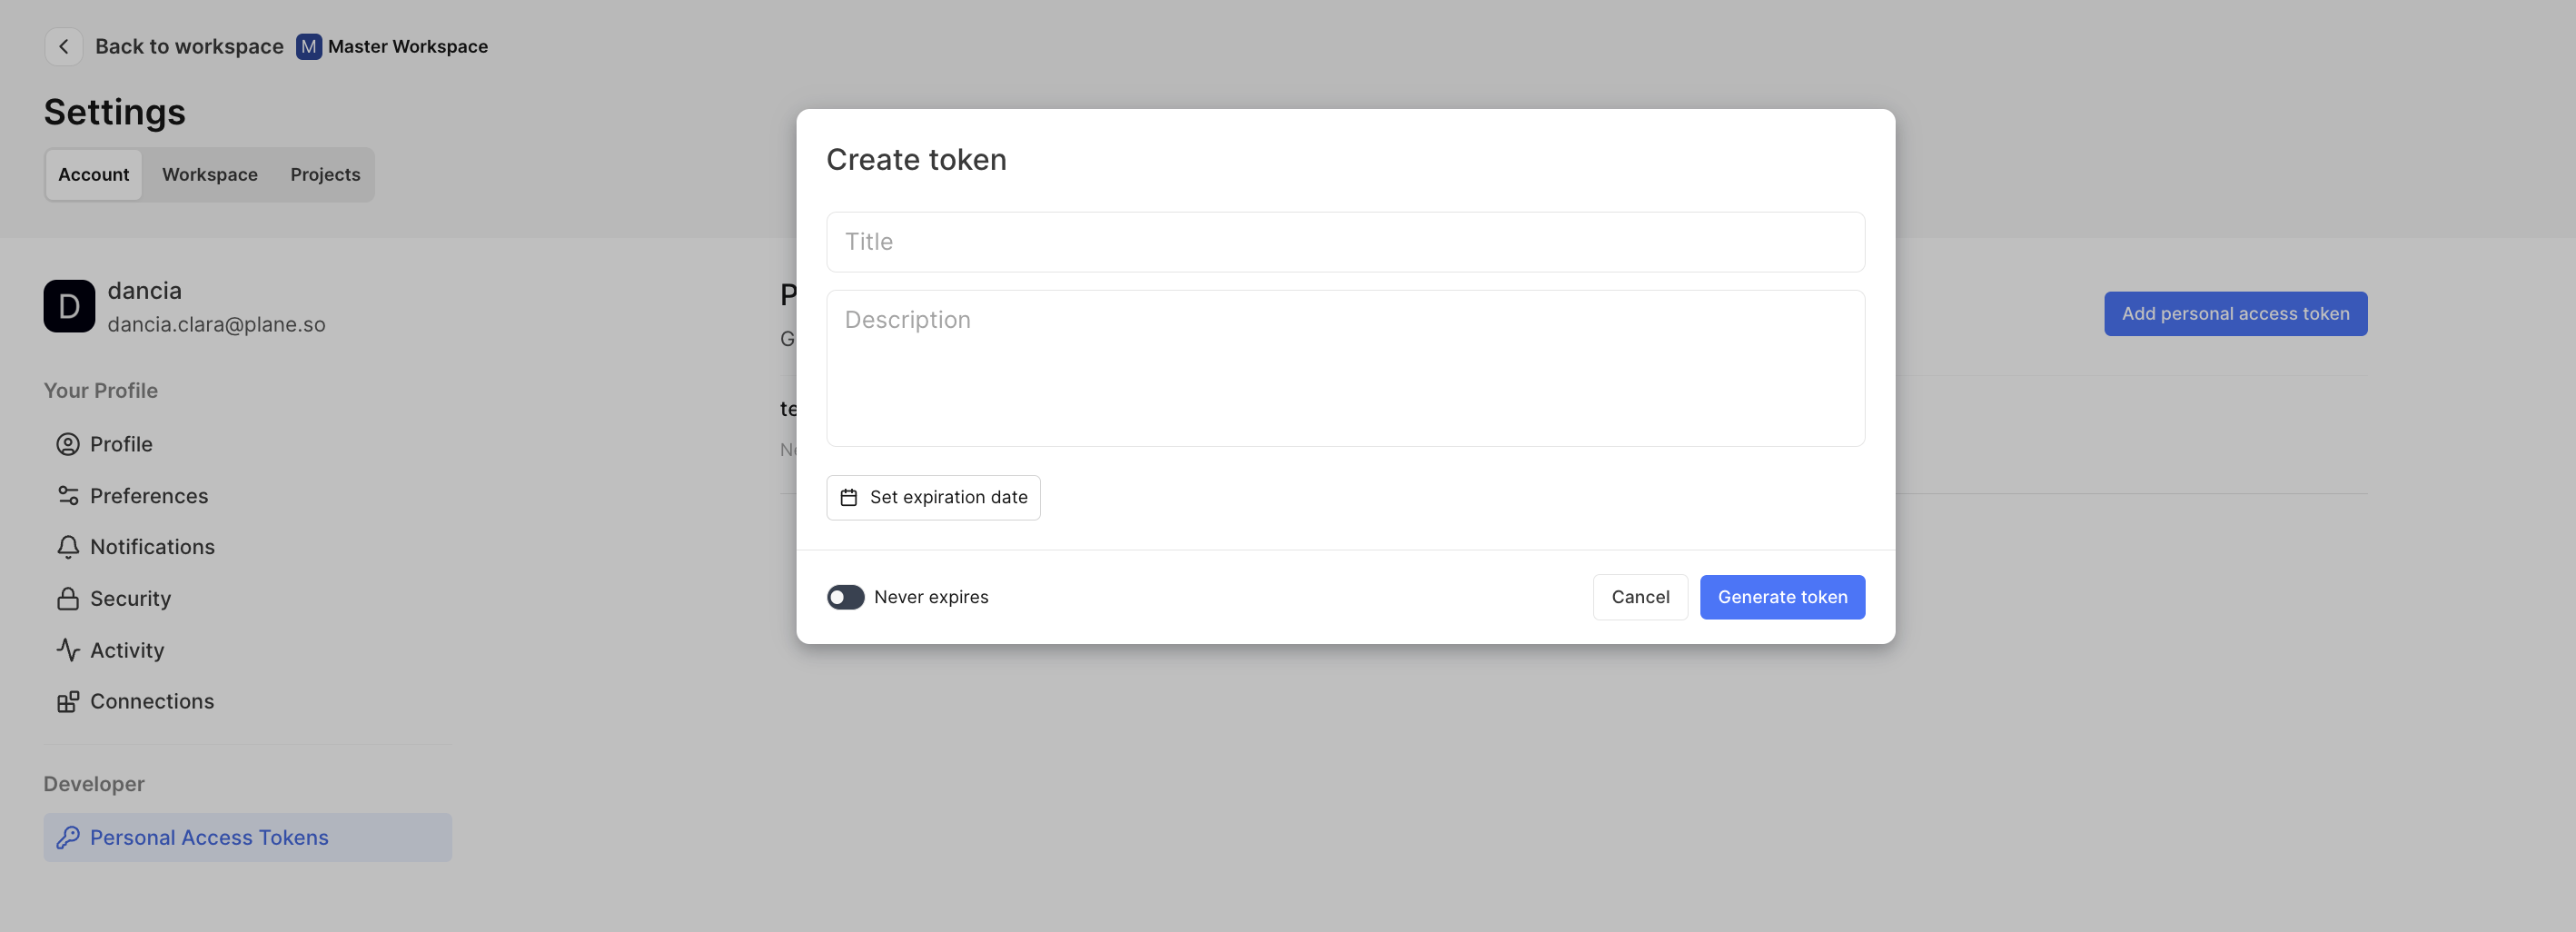 Back to workspace M Master Workspace
Settings
Account Workspace Projects
D dancia
dancia.clara@plane.so
Your Profile
Profile
Preferences
Notifications
Security
Activity
Connections
Developer
Personal Access Tokens
Add personal access token
Create token
Title
Description
Set expiration date
Never expires
Cancel Generate token